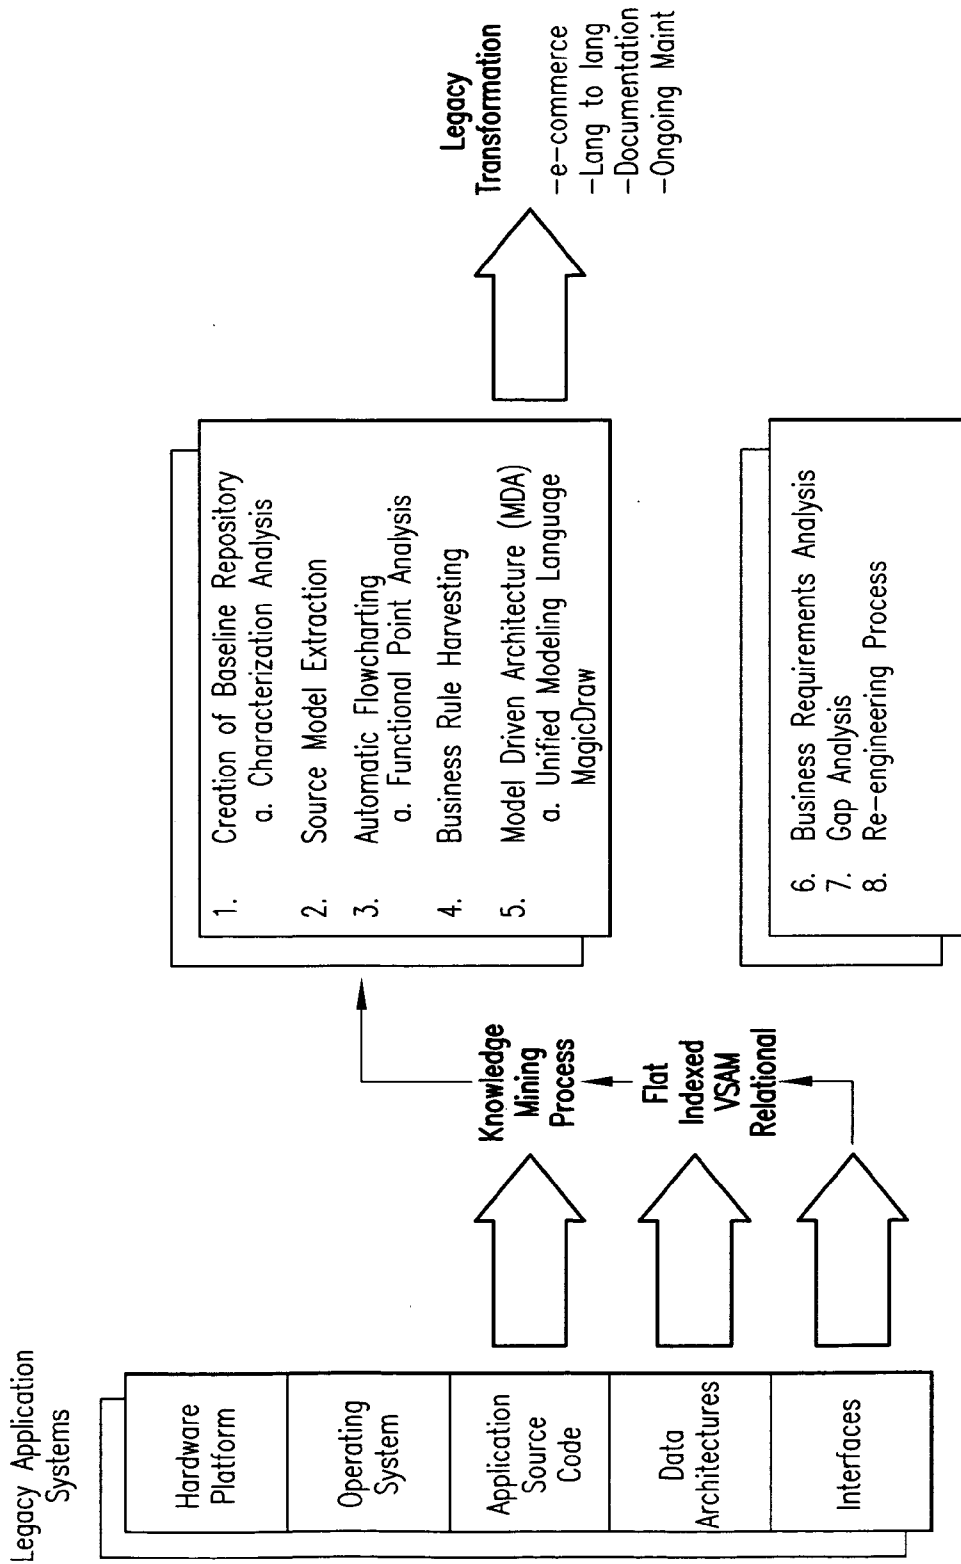 Legacy Application
Systems
Hardware
Platform
Operating
System
Application
Source
Code
Data
Architectures
Interfaces
Knowledge
Mining
Process
Flat
Indexed
VSAM
Relational
1. Creation of Baseline Repository
a. Characterization Analysis
2. Source Model Extraction
3. Automatic Flowcharting
a. Functional Point Analysis
4. Business Rule Harvesting
5. Model Driven Architecture (MDA)
a. Unified Modeling Language
MagicDraw
6. Business Requirements Analysis
7. Gap Analysis
8. Re-engineering Process
Legacy
Transformation
-e-commerce
-Lang to lang
-Documentation
-Ongoing Maint